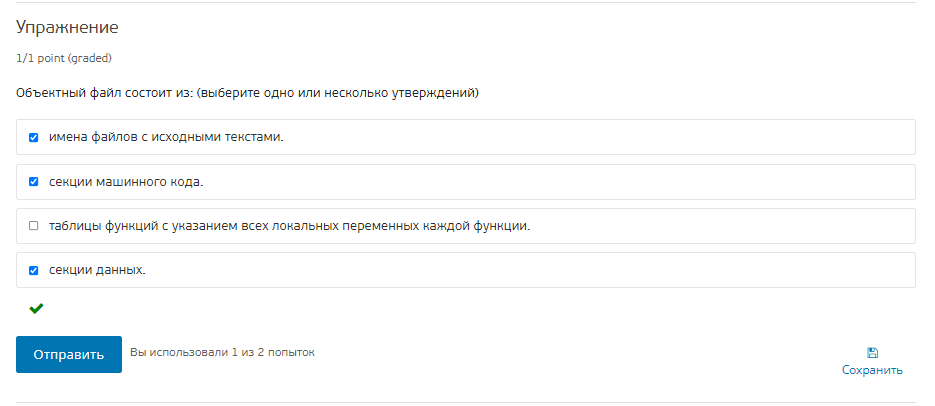 Упражнение
1/1 point (graded)
Объектный файл состоит из: (выберите одно или несколько утверждений)
имена файлов с исходными текстами.
секции машинного кода.
таблицы функций с указанием всех локальных переменных каждой функции.
секции данных.
Отправить
Вы использовали 1 из 2 попыток
Сохранить